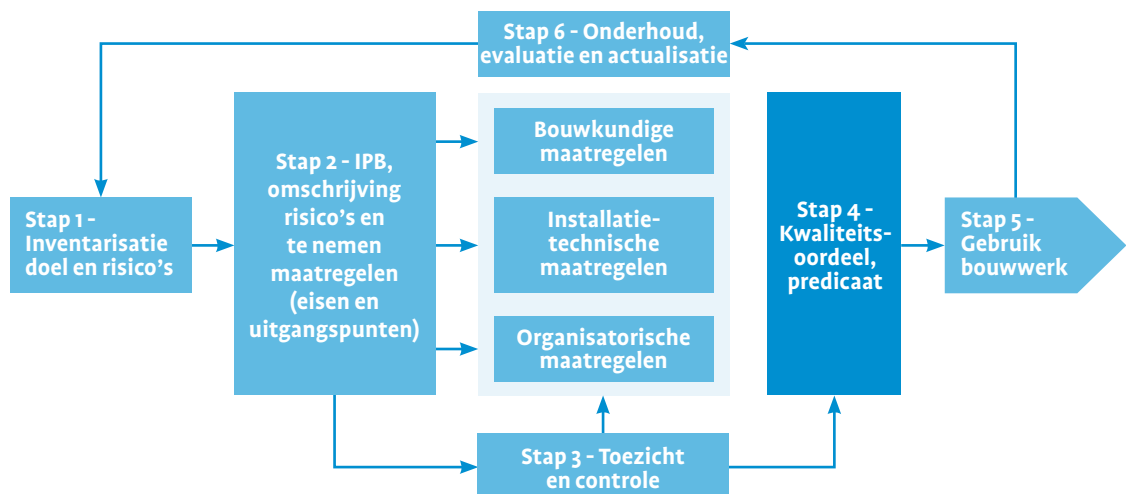 Stap 6 - Onderhoud,
evaluatie en actualisatie
Stap 1 -
Inventarisatie
doel en risico's
Stap 2 - IPB,
omschrijving
risico's en
te nemen
maatregelen
(eisen en
uitgangspunten)
Bouwkundige
maatregelen
Installatie-
technische
maatregelen
Organisatorische
maatregelen
Stap 3 - Toezicht
en controle
Stap 4 -
Kwaliteits-
oordeel,
predicaat
Stap 5 -
Gebruik
bouwwerk